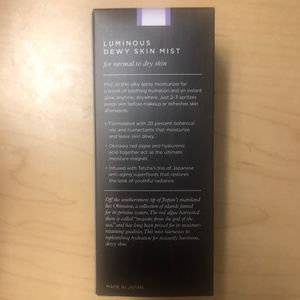 LUMINOUS
DEWY SKIN MIST
for normal to dry skin
Mist on this silky spray moisturizer for
a boost of soothing hydration and an instant
glow anytime, anywhere. Just 2-3 spritzes
preps skin before makeup or refreshes skin
afterwards.
• Formulated with 20 percent botanical
oils and humectants that moisturize
and leave skin dewy.
• Okinawa red algae and hyaluronic
acid together act as the ultimate
moisture magnet.
• Infused with Tatcha's trio of Japanese
anti-aging superfoods that restores
the look of youthful radiance.
Off the southernmost tip of Japan's mainland
lies Okinawa, a collection of islands famed
for its pristine waters. The red algae harvested
there is called "treasure from the god of the
sea," and has long been prized for its moisture-
retaining qualities. This mist harnesses its
replenishing hydration for instantly luminous,
dewy skin.
MADE IN JAPAN